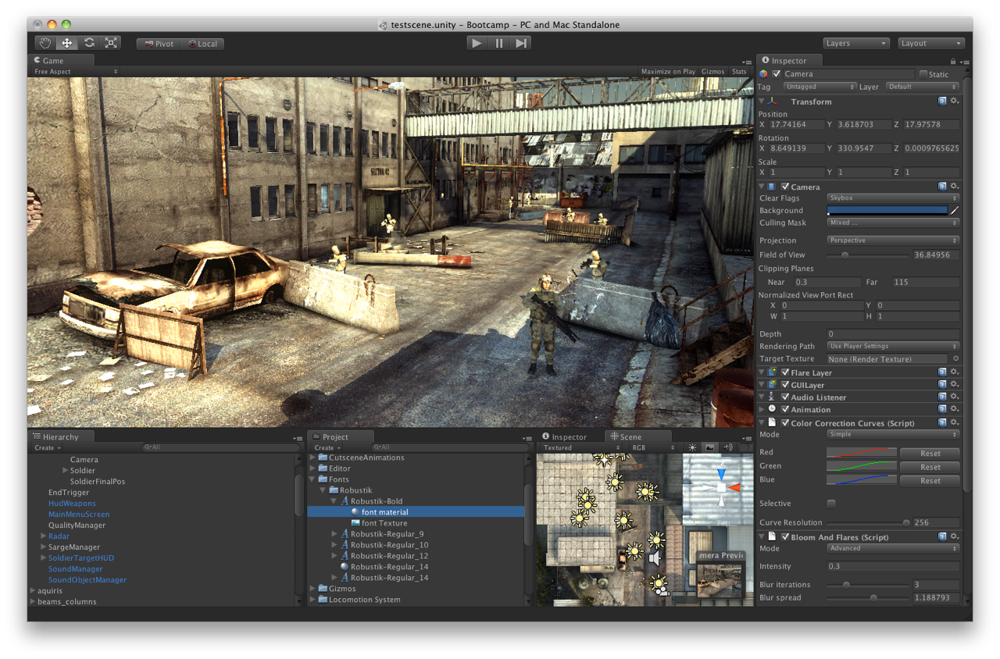 testscene.unity – Bootcamp – PC and Mac Standalone
Pivot Local
Layers Layout
Game
Free Aspect Maximize on Play Gizmos Stats
SECTOR 02
Inspector
Camera Static
Tag Untagged Layer Default
Transform
Position
X 17.74164 Y 3.618703 Z 17.97578
Rotation
X 8.649139 Y 330.9547 Z 0.0009765625
Scale
X 1 Y 1 Z 1
Camera
Clear Flags Skybox
Background
Culling Mask Mixed ...
Projection Perspective
Field of View 36.84956
Clipping Planes
Near 0.3 Far 115
Normalized View Port Rect
X 0 Y 0
W 1 H 1
Depth 0
Rendering Path Use Player Settings
Target Texture None (Render Texture)
Flare Layer
GUILayer
Audio Listener
Animation
Color Correction Curves (Script)
Mode Simple
Red Reset
Green Reset
Blue Reset
Selective
Curve Resolution 256
Bloom And Flares (Script)
Mode Advanced
Intensity 0.3
Blur iterations 3
Blur spread 1.188793
Hierarchy
Create All
Camera
Soldier
SoldierFinalPos
EndTrigger
HudWeapons
MainMenuScreen
QualityManager
Radar
SargeManager
SoldierTargetHUD
SoundManager
SoundObjectManager
aquiris
beams_columns
Project
Create All
CutsceneAnimations
Editor
Fonts
Robustik
Robustik-Bold
font material
font Texture
Robustik-Regular_9
Robustik-Regular_10
Robustik-Regular_12
Robustik-Regular_14
Robustik-Regular_14
Gizmos
Locomotion System
Inspector Scene
Textured RGB
mera Previ